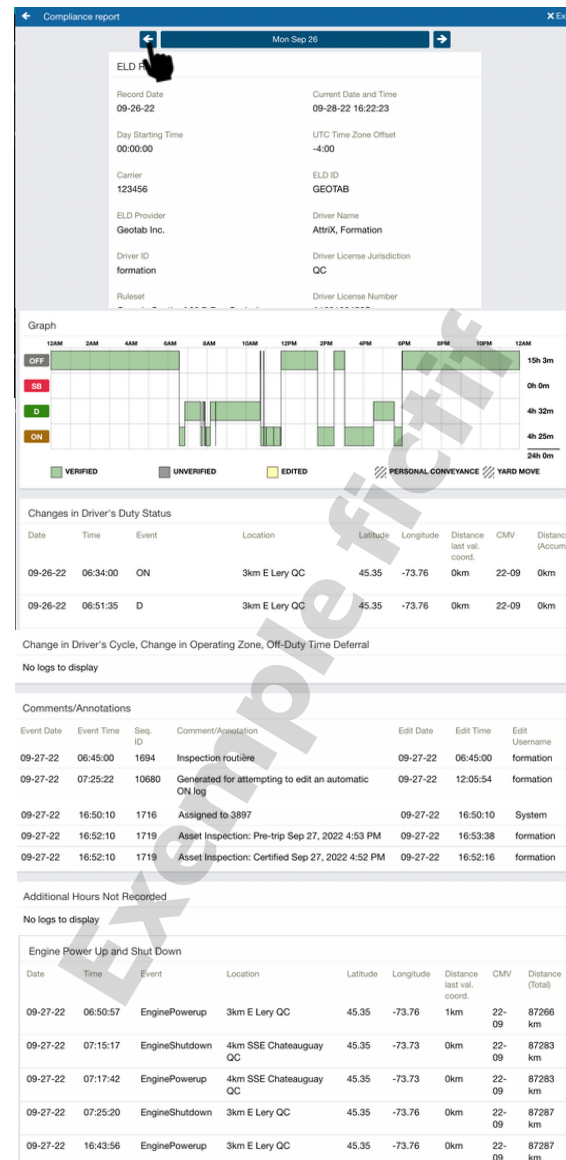 Compliance report
Mon Sep 26
Record Date
Current Date and Time
09-26-22
09-28-22 16:22:23
Day Starting Time
UTC Time Zone Offset
00:00:00
-4:00
Carrier
ELD ID
123456
GEOTAB
ELD Provider
Driver Name
Geotab Inc.
AttriX, Formation
Driver ID
Driver License Jurisdiction
formation
QC
Ruleset
Driver License Number
Graph
12AM 2AM 4AM 6AM 8AM 10AM 12PM 2PM 4PM 6PM 8PM 10PM 12AM
OFF 15h 3m
SB 0h 0m
D 4h 32m
ON 4h 25m
24h 0m
VERIFIED UNVERIFIED EDITED PERSONAL CONVEYANCE YARD MOVE
Changes in Driver's Duty Status
Date Time Event Location Latitude Longitude Distance last val. coord. CMV
09-26-22 06:34:00 ON 3km E Lery QC 45.35 -73.76 0km 22-09 0km
09-26-22 06:51:35 D 3km E Lery QC 45.35 -73.76 0km 22-09 0km
Change in Driver's Cycle, Change in Operating Zone, Off-Duty Time Deferral
No logs to display
Comments/Annotations
Event Date Event Time Seq. ID Comment/Annotation Edit Date Edit Time Edit Username
09-27-22 06:45:00 1694 Inspection routière 09-27-22 06:45:00 formation
09-27-22 07:25:22 10680 Generated for attempting to edit an automatic ON log 09-27-22 12:05:54 formation
09-27-22 16:50:10 1716 Assigned to 3897 09-27-22 16:50:10 System
09-27-22 16:52:10 1719 Asset Inspection: Pre-trip Sep 27, 2022 4:53 PM 09-27-22 16:53:38 formation
09-27-22 16:52:10 1719 Asset Inspection: Certified Sep 27, 2022 4:52 PM 09-27-22 16:52:16 formation
Additional Hours Not Recorded
No logs to display
Engine Power Up and Shut Down
Date Time Event Location Latitude Longitude Distance last val. coord. CMV Distance (Total)
09-27-22 06:50:57 EnginePowerup 3km E Lery QC 45.35 -73.76 1km 22-09 87266 km
09-27-22 07:15:17 EngineShutdown 4km SSE Chateauguay QC 45.35 -73.73 0km 22-09 87283 km
09-27-22 07:17:42 EnginePowerup 4km SSE Chateauguay QC 45.35 -73.73 0km 22-09 87283 km
09-27-22 07:25:20 EngineShutdown 3km E Lery QC 45.35 -73.76 0km 22-09 87287 km
09-27-22 16:43:56 EnginePowerup 3km E Lery QC 45.35 -73.76 0km 22-09 87287 km
Exemple fictif